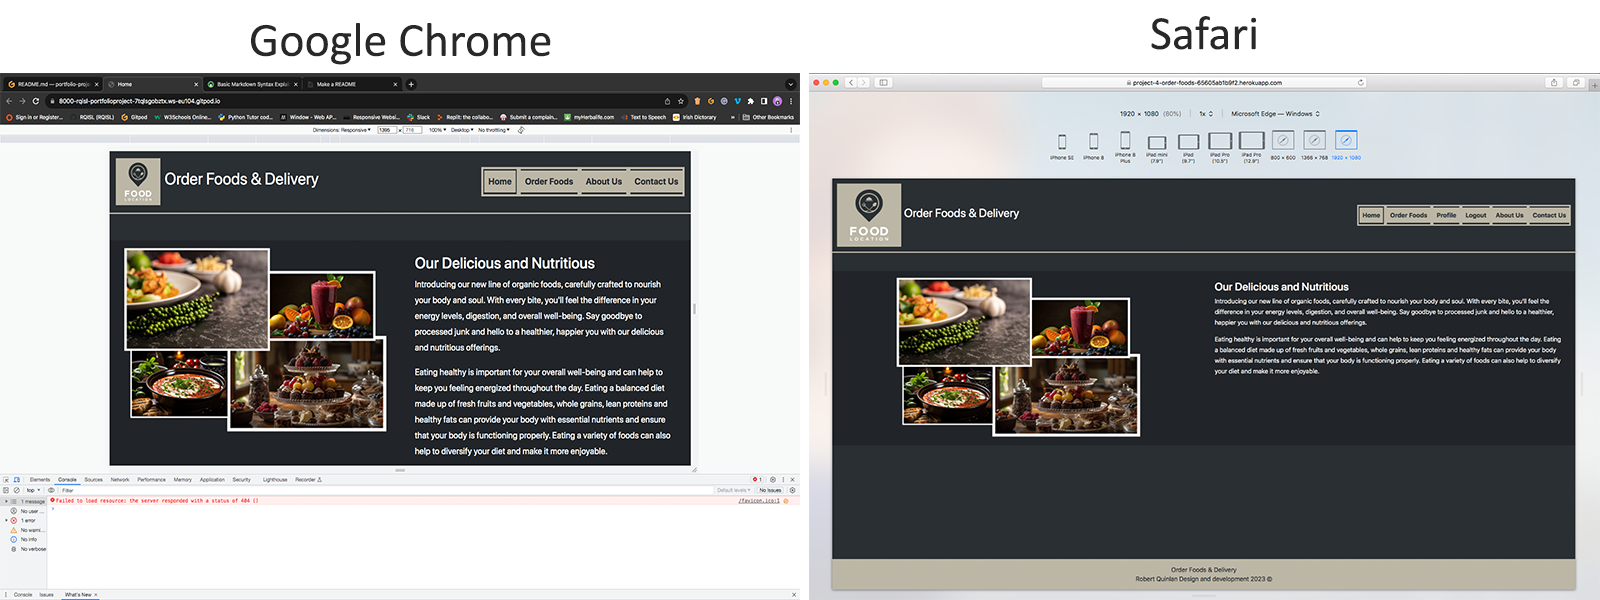 Google Chrome
Safari
README.md — portfolio-proj
Home
Basic Markdown Syntax Expla
Make a README
8000-rqisl-portfolioproject-7tqlsgobztx.ws-eu104.gitpod.io
Sign in or Register...
RQISL (RQISL)
Gitpod
W3Schools Online...
Python Tutor cod...
Window - Web AP...
Responsive Websi...
Slack
Replit: the collabo...
Submit a complain...
myHerbalife.com
Text to Speech
Irish Dictorary
Other Bookmarks
Dimensions: Responsive
1395
716
100%
Desktop
No throttling
FOOD
LOCATION
Order Foods & Delivery
Home
Order Foods
About Us
Contact Us
Our Delicious and Nutritious
Introducing our new line of organic foods, carefully crafted to nourish
your body and soul. With every bite, you'll feel the difference in your
energy levels, digestion, and overall well-being. Say goodbye to
processed junk and hello to a healthier, happier you with our delicious
and nutritious offerings.
Eating healthy is important for your overall well-being and can help to
keep you feeling energized throughout the day. Eating a balanced diet
made up of fresh fruits and vegetables, whole grains, lean proteins and
healthy fats can provide your body with essential nutrients and ensure
that your body is functioning properly. Eating a variety of foods can also
help to diversify your diet and make it more enjoyable.
Elements
Console
Sources
Network
Performance
Memory
Application
Security
Lighthouse
Recorder
1
top
Filter
Default levels
No Issues
1 message
No user ...
1 error
No warni...
No info
No verbose
Failed to load resource: the server responded with a status of 404 ()
/favicon.ico:1
Console
Issues
What's New
project-4-order-foods-65605ab1b9f2.herokuapp.com
1920 × 1080 (60%)
1x
Microsoft Edge — Windows
iPhone SE
iPhone 8
iPhone 8
Plus
iPad mini
(7.9")
iPad
(9.7")
iPad Pro
(10.5")
iPad Pro
(12.9")
800 × 600
1366 × 768
1920 × 1080
FOOD
LOCATION
Order Foods & Delivery
Home
Order Foods
Profile
Logout
About Us
Contact Us
Our Delicious and Nutritious
Introducing our new line of organic foods, carefully crafted to nourish your body and soul. With every bite, you'll feel the
difference in your energy levels, digestion, and overall well-being. Say goodbye to processed junk and hello to a healthier,
happier you with our delicious and nutritious offerings.
Eating healthy is important for your overall well-being and can help to keep you feeling energized throughout the day. Eating
a balanced diet made up of fresh fruits and vegetables, whole grains, lean proteins and healthy fats can provide your body
with essential nutrients and ensure that your body is functioning properly. Eating a variety of foods can also help to diversify
your diet and make it more enjoyable.
Order Foods & Delivery
Robert Quinlan Design and development 2023 ©